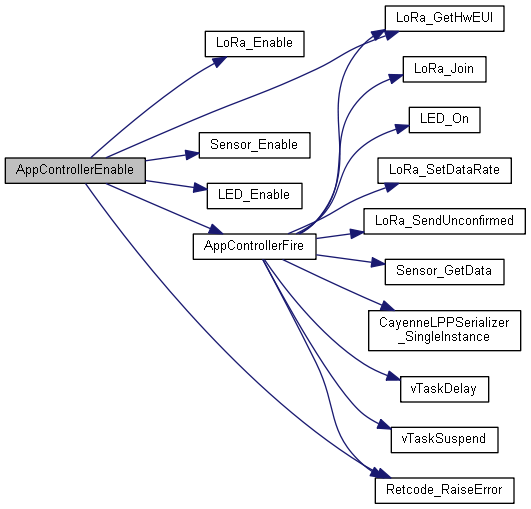 LoRa_GetHwEUI
LoRa_Enable
LoRa_Join
LED_On
Sensor_Enable
AppControllerEnable
LoRa_SetDataRate
LED_Enable
LoRa_SendUnconfirmed
AppControllerFire
Sensor_GetData
CayenneLPPSerializer
_SingleInstance
vTaskDelay
vTaskSuspend
Retcode_RaiseError